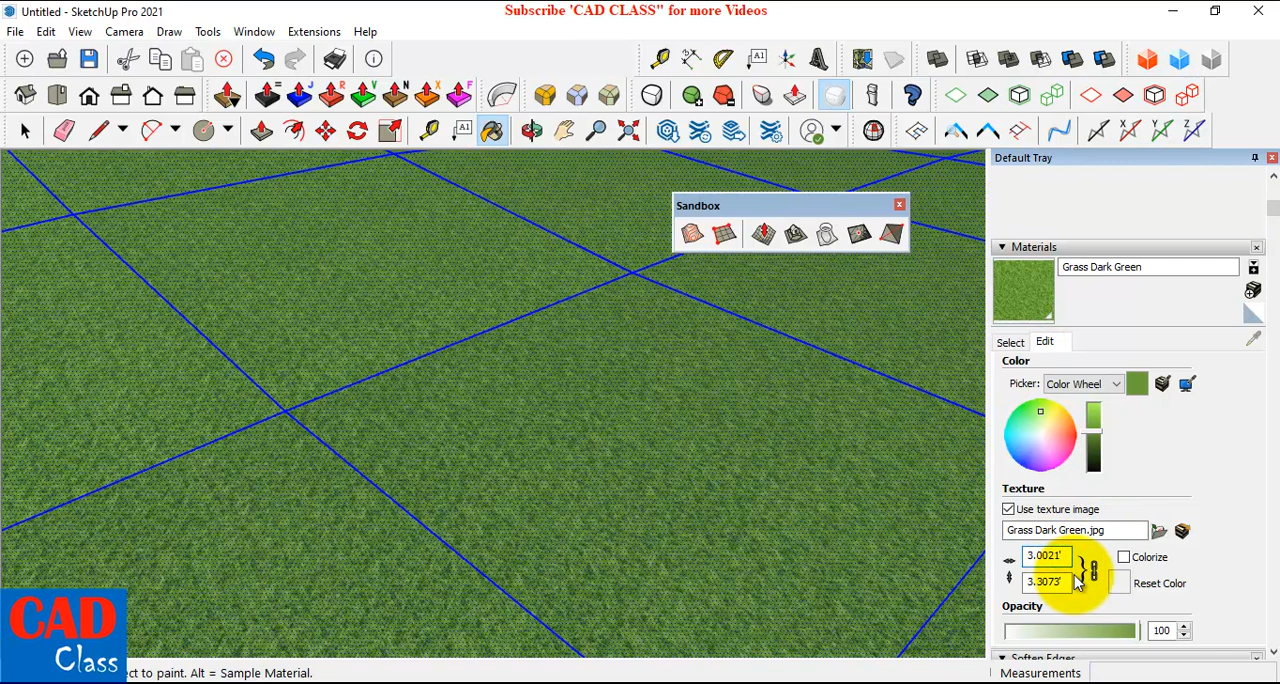 Untitled - SketchUp Pro 2021
Subscribe 'CAD CLASS" for more Videos
File Edit View Camera Draw Tools Window Extensions Help
Default Tray
Sandbox
Materials
Grass Dark Green
Select Edit
Color
Picker: Color Wheel
Texture
Use texture image
Grass Dark Green.jpg
3.0021'
Colorize
3.3073'
Reset Color
Opacity
100
CAD
Class
ect to paint. Alt = Sample Material.
Soften Edges
Measurements